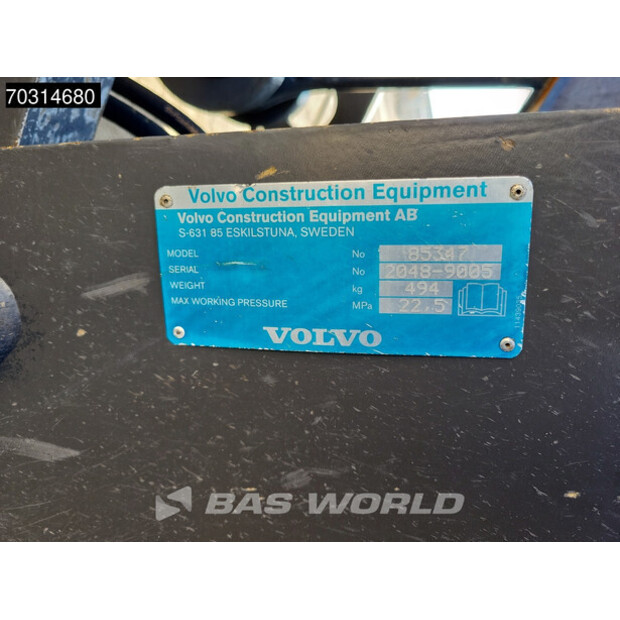 70314680
Volvo Construction Equipment
Volvo Construction Equipment AB
S-631 85 ESKILSTUNA, SWEDEN
MODEL No 85347
SERIAL No 2048-9005
WEIGHT kg 494
MAX WORKING PRESSURE MPa 22.5
VOLVO
BAS WORLD